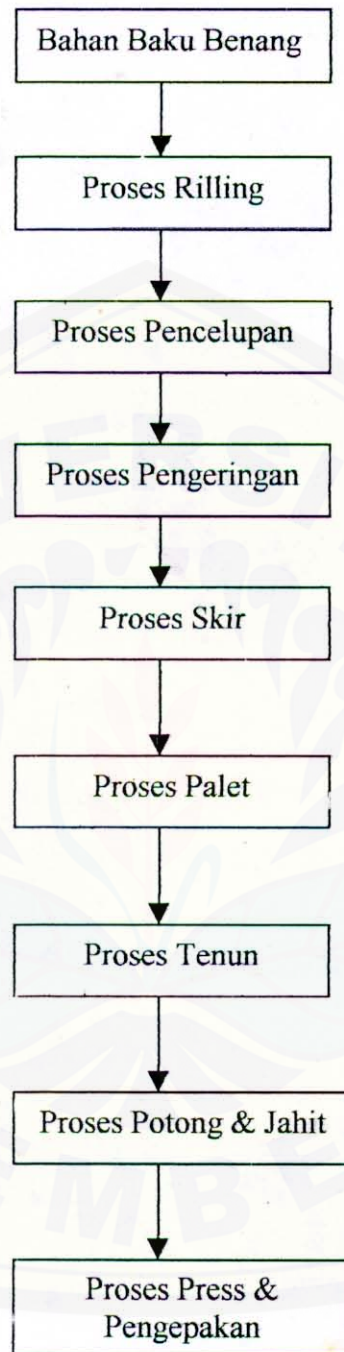 Bahan Baku Benang
Proses Rilling
Proses Pencelupan
Proses Pengeringan
Proses Skir
Proses Palet
Proses Tenun
Proses Potong & Jahit
Proses Press &
Pengepakan